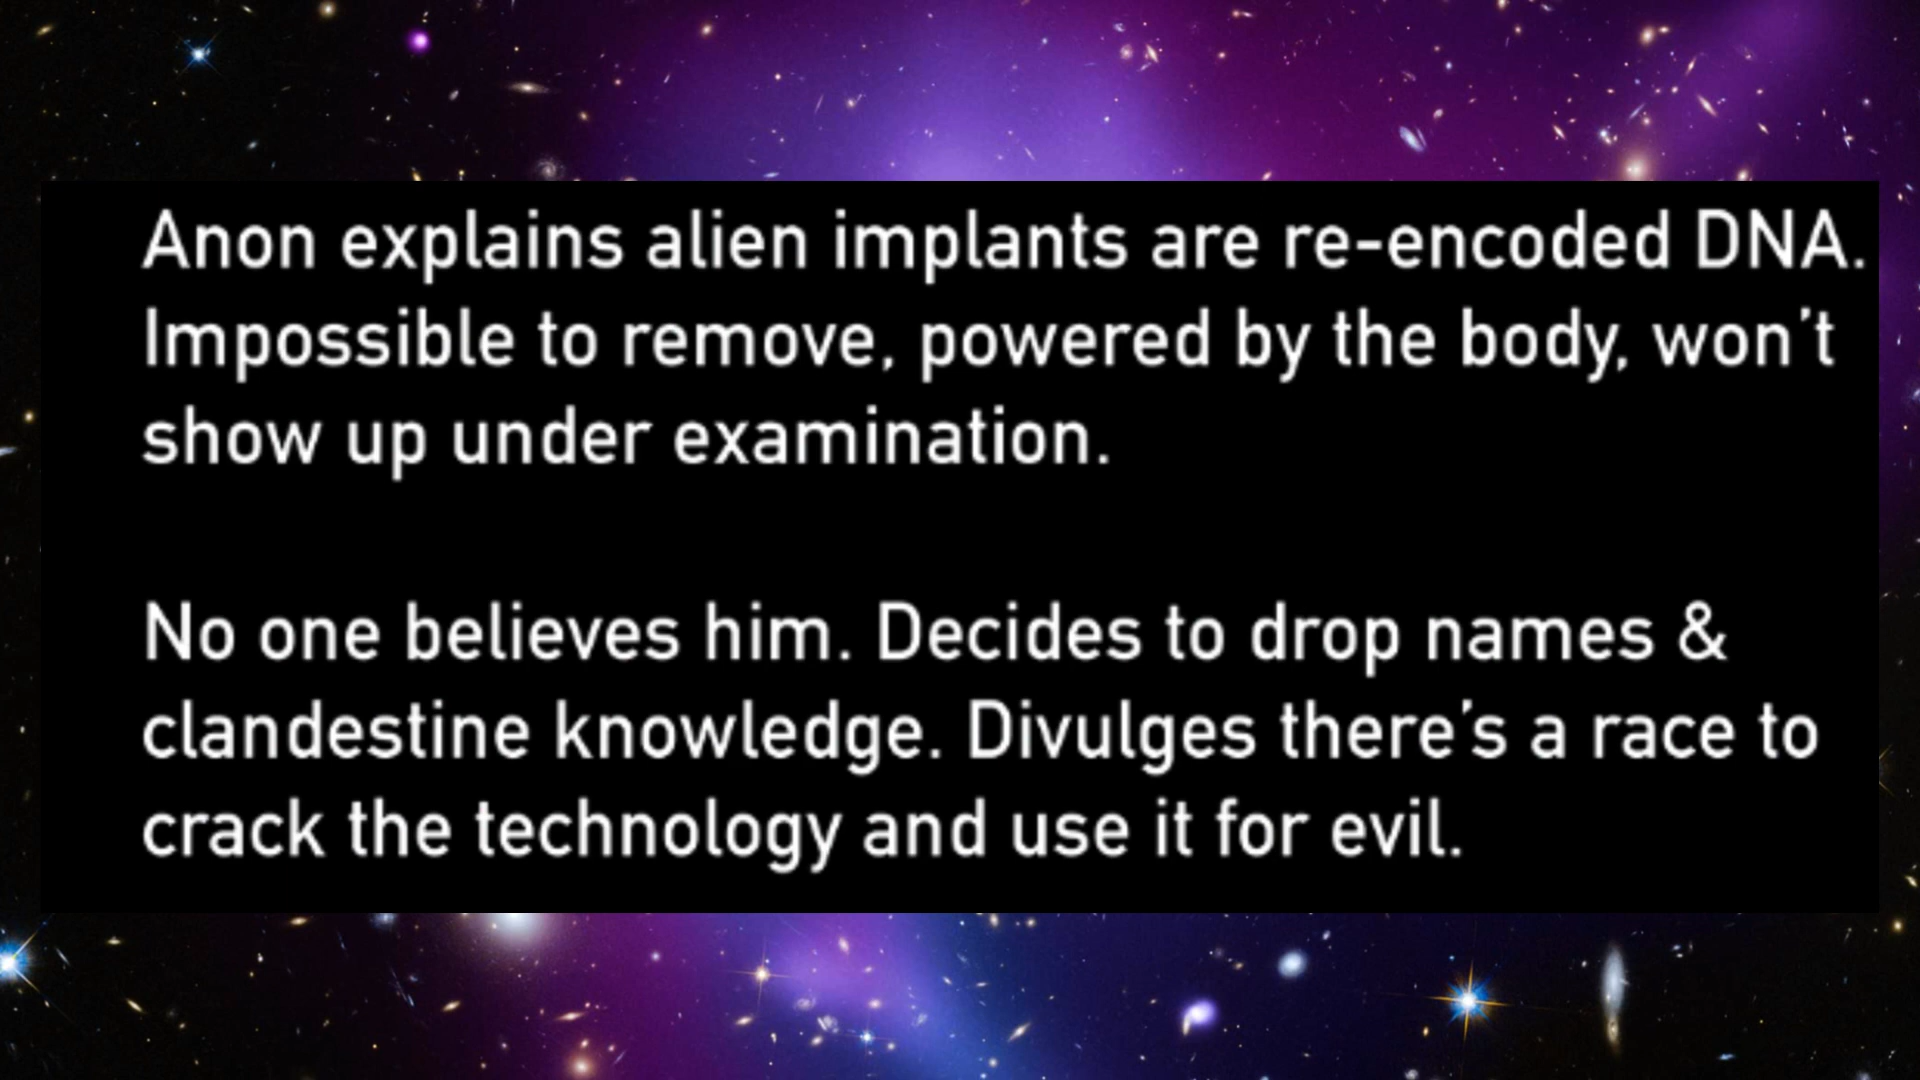 Anon explains alien implants are re-encoded DNA.
Impossible to remove, powered by the body, won’t
show up under examination.
No one believes him. Decides to drop names &
clandestine knowledge. Divulges there’s a race to
crack the technology and use it for evil.